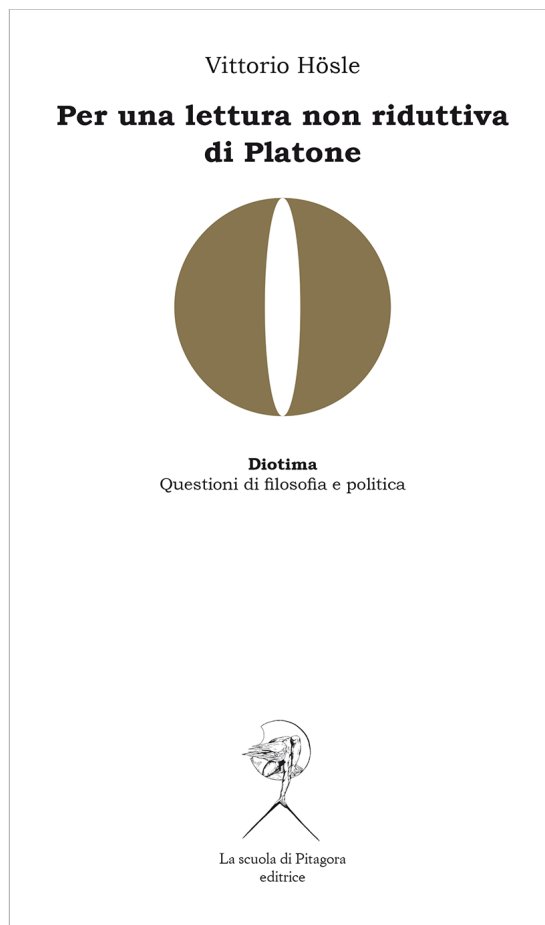 Vittorio Hösle
Per una lettura non riduttiva
di Platone
Diotima
Questioni di filosofia e politica
La scuola di Pitagora
editrice